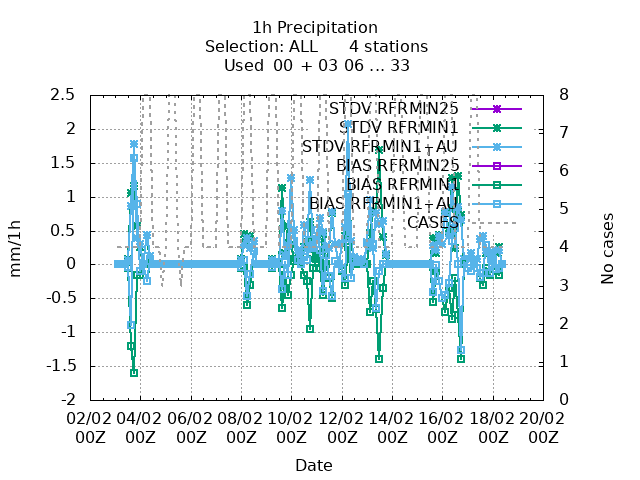 1h Precipitation
Selection: ALL 4 stations
Used 00 + 03 06 ... 33
2.5
2
1.5
1
0.5
0
-0.5
-1
-1.5
-2
mm/1h
8
7
6
5
4
3
2
1
0
No cases
STDV RFRMIN25
STDV RFRMIN1
STDV RFRMIN1+AU
BIAS RFRMIN25
BIAS RFRMIN1
BIAS RFRMIN1+AU
CASES
02/02 04/02 06/02 08/02 10/02 12/02 14/02 16/02 18/02 20/02
00Z 00Z 00Z 00Z 00Z 00Z 00Z 00Z 00Z 00Z
Date